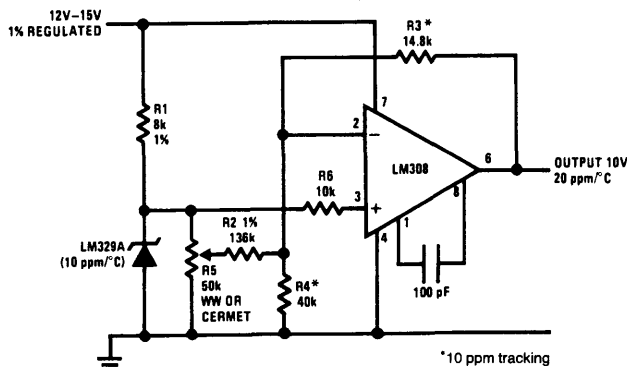 12V–15V
1% REGULATED
R3*
14.8k
R1
8k
1%
7
2
−
LM308
6
OUTPUT 10V
20 ppm/°C
8
R6
10k
3
+
R2 1%
136k
1
4
LM329A
(10 ppm/°C)
R5
50k
WW OR
CERMET
R4*
40k
100 pF
*10 ppm tracking